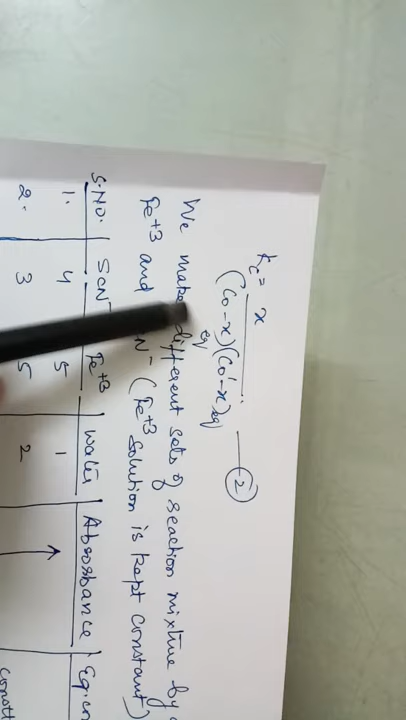 Kc = x
(Co-x)eq (Co'-x)eq — 2
We make different sets of reaction mixture by
Fe+3 and (Fe+3 solution is kept constant)
S.No. SCN- Fe+3 water Absorbance
1. 4 5 1
2. 3 5 2